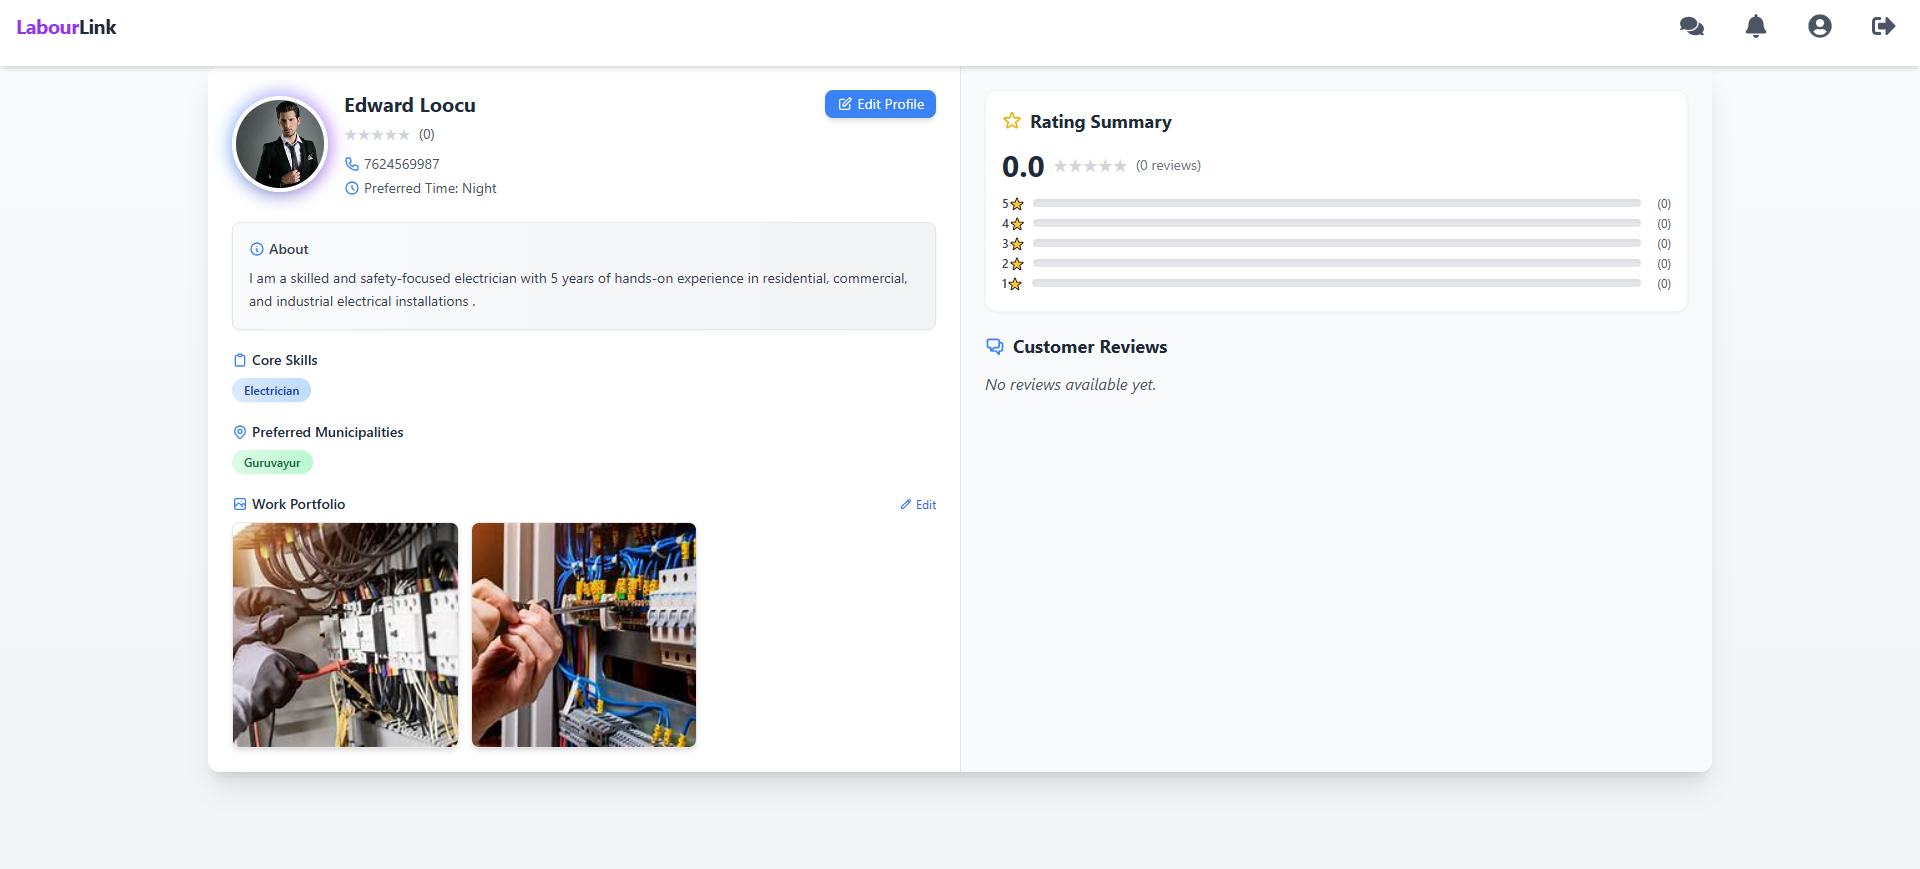 LabourLink
Edward Loocu
(0)
7624569987
Preferred Time: Night
Edit Profile
About
I am a skilled and safety-focused electrician with 5 years of hands-on experience in residential, commercial,
and industrial electrical installations .
Core Skills
Electrician
Preferred Municipalities
Guruvayur
Work Portfolio
Edit
Rating Summary
0.0 (0 reviews)
5 (0)
4 (0)
3 (0)
2 (0)
1 (0)
Customer Reviews
No reviews available yet.